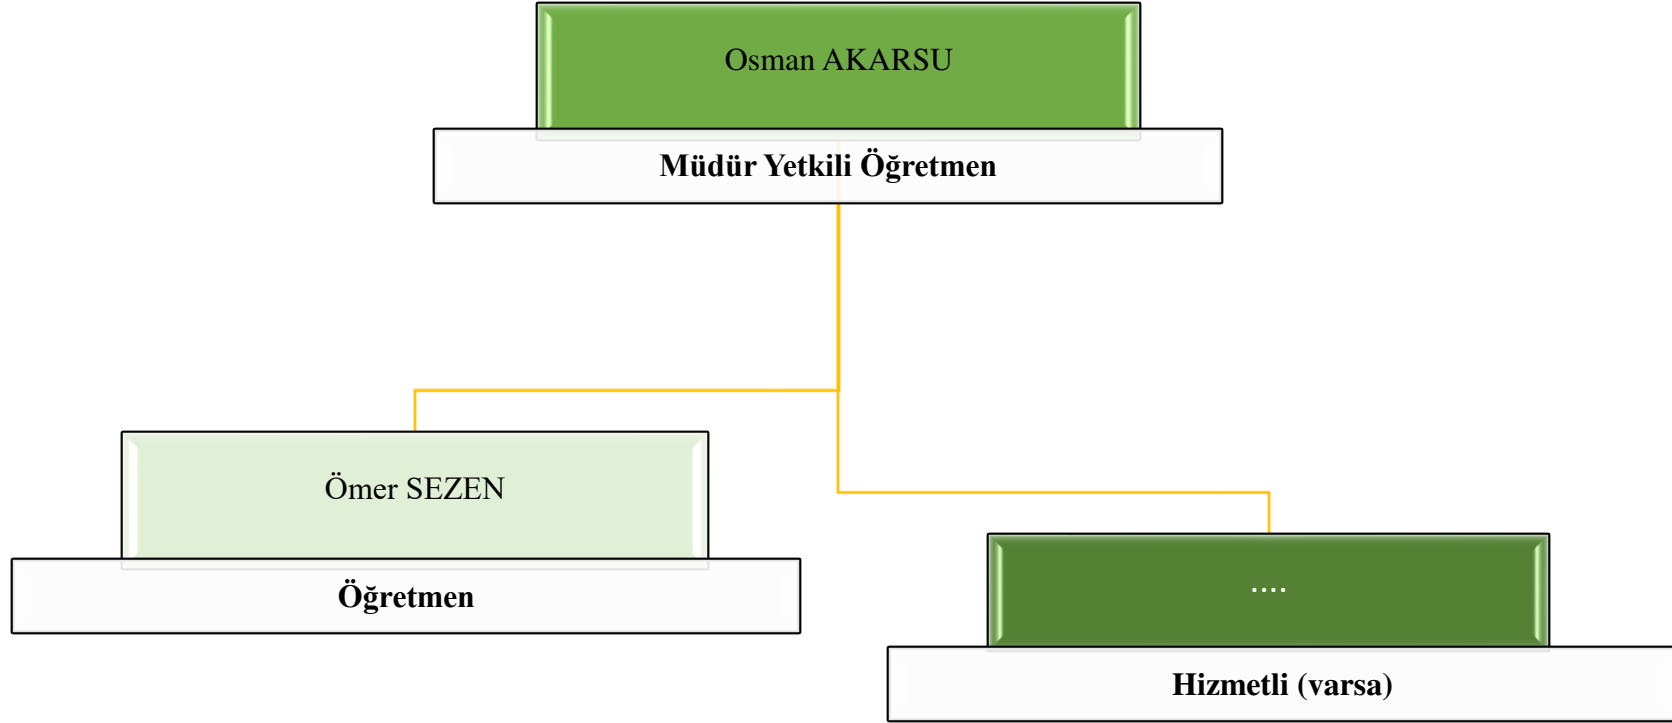 Osman AKARSU
Müdür Yetkili Öğretmen
Ömer SEZEN
Öğretmen
....
Hizmetli (varsa)